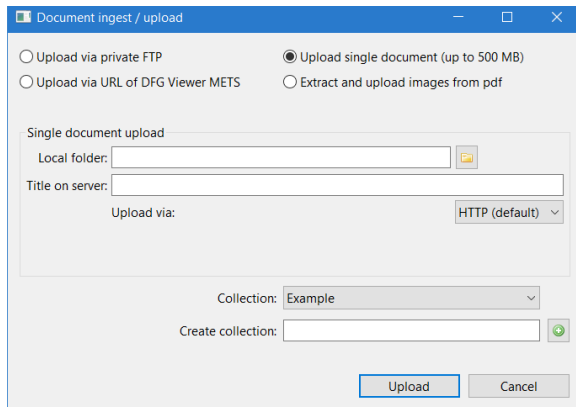 Document ingest / upload
Upload via private FTP
Upload single document (up to 500 MB)
Upload via URL of DFG Viewer METS
Extract and upload images from pdf
Single document upload
Local folder:
Title on server:
Upload via:
HTTP (default)
Collection:
Example
Create collection:
Upload
Cancel